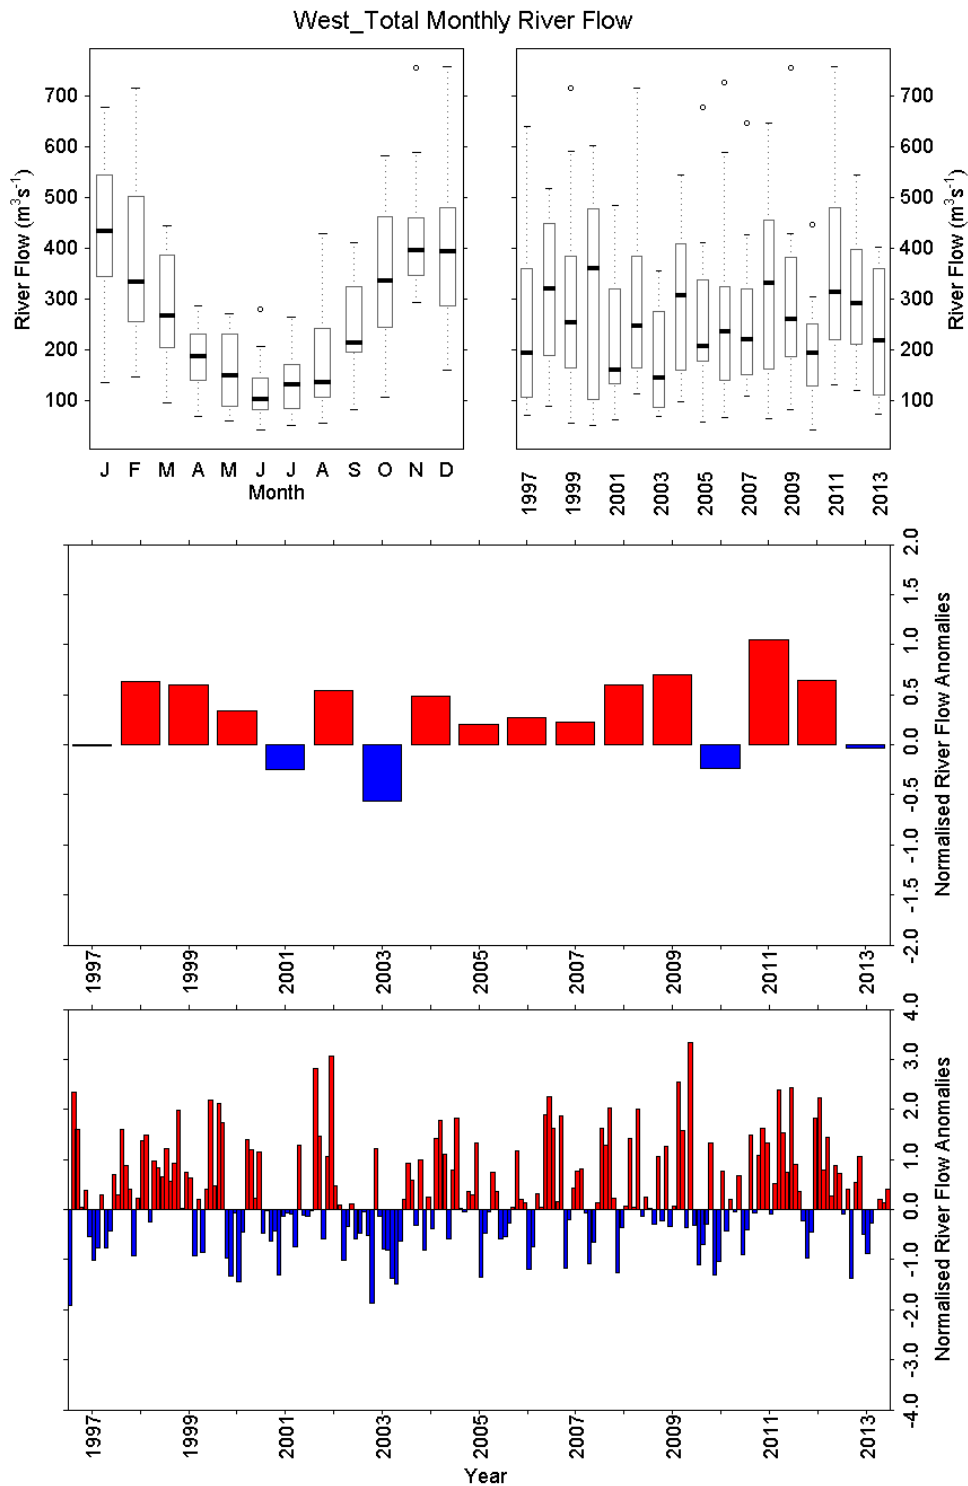 West_Total Monthly River Flow
River Flow (m³s⁻¹)
700
600
500
400
300
200
100
J F M A M J J A S O N D
Month
700
600
500
400
300
200
100
River Flow (m³s⁻¹)
1997 1999 2001 2003 2005 2007 2009 2011 2013
2.0
1.5
1.0
0.5
0.0
-0.5
-1.0
-1.5
-2.0
Normalised River Flow Anomalies
1997 1999 2001 2003 2005 2007 2009 2011 2013
4.0
3.0
2.0
1.0
0.0
-1.0
-2.0
-3.0
-4.0
Normalised River Flow Anomalies
1997 1999 2001 2003 2005 2007 2009 2011 2013
Year